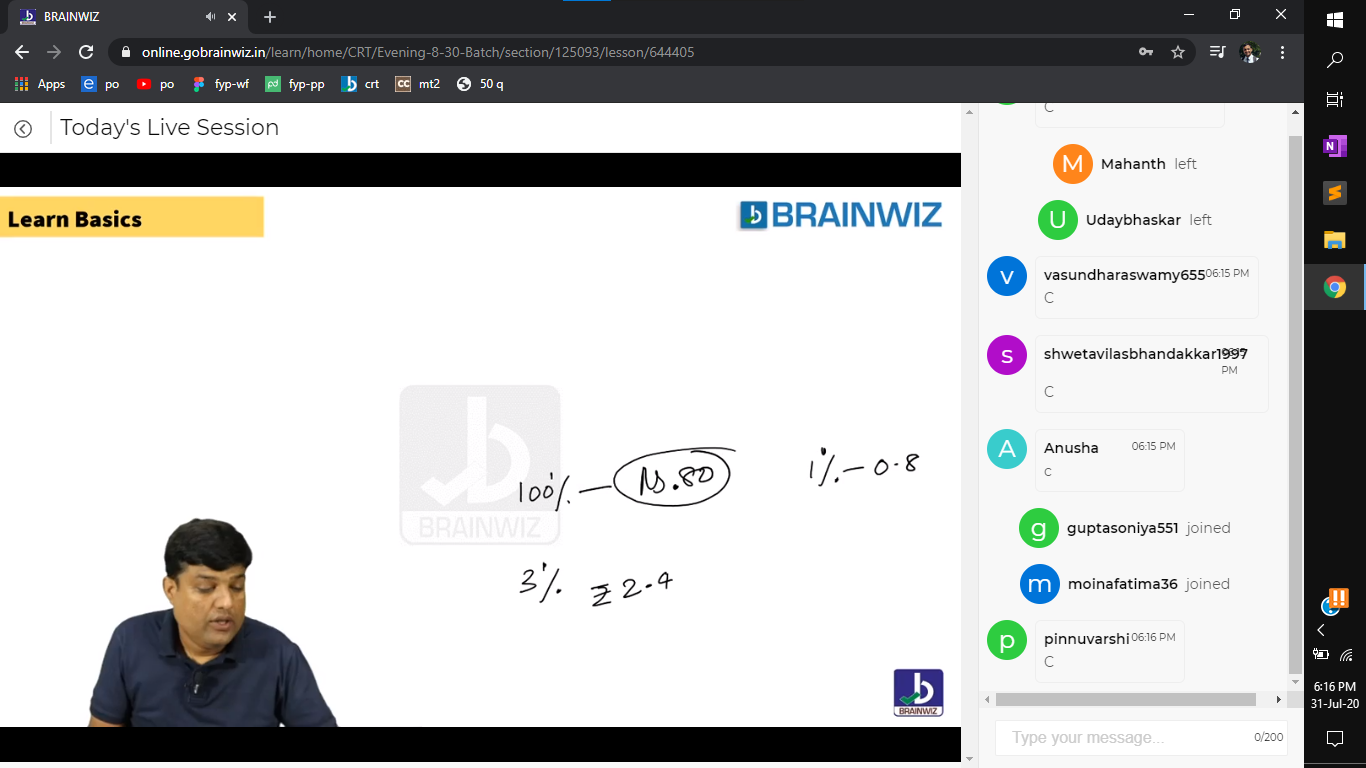 BRAINWIZ
online.gobrainwiz.in/learn/home/CRT/Evening-8-30-Batch/section/125093/lesson/644405
Apps po po fyp-wf fyp-pp crt mt2 50 q
Today's Live Session
Learn Basics
BRAINWIZ
BRAINWIZ
100% — Rs.80
1% — 0.8
3% = 2.4
BRAINWIZ
C
M Mahanth left
U Udaybhaskar left
v vasundharaswamy655 06:15 PM
C
s shwetavilasbhandakkar1997
PM
C
A Anusha 06:15 PM
c
g guptasoniya551 joined
m moinafatima36 joined
p pinnuvarshi 06:16 PM
C
Type your message... 0/200
6:16 PM
31-Jul-20